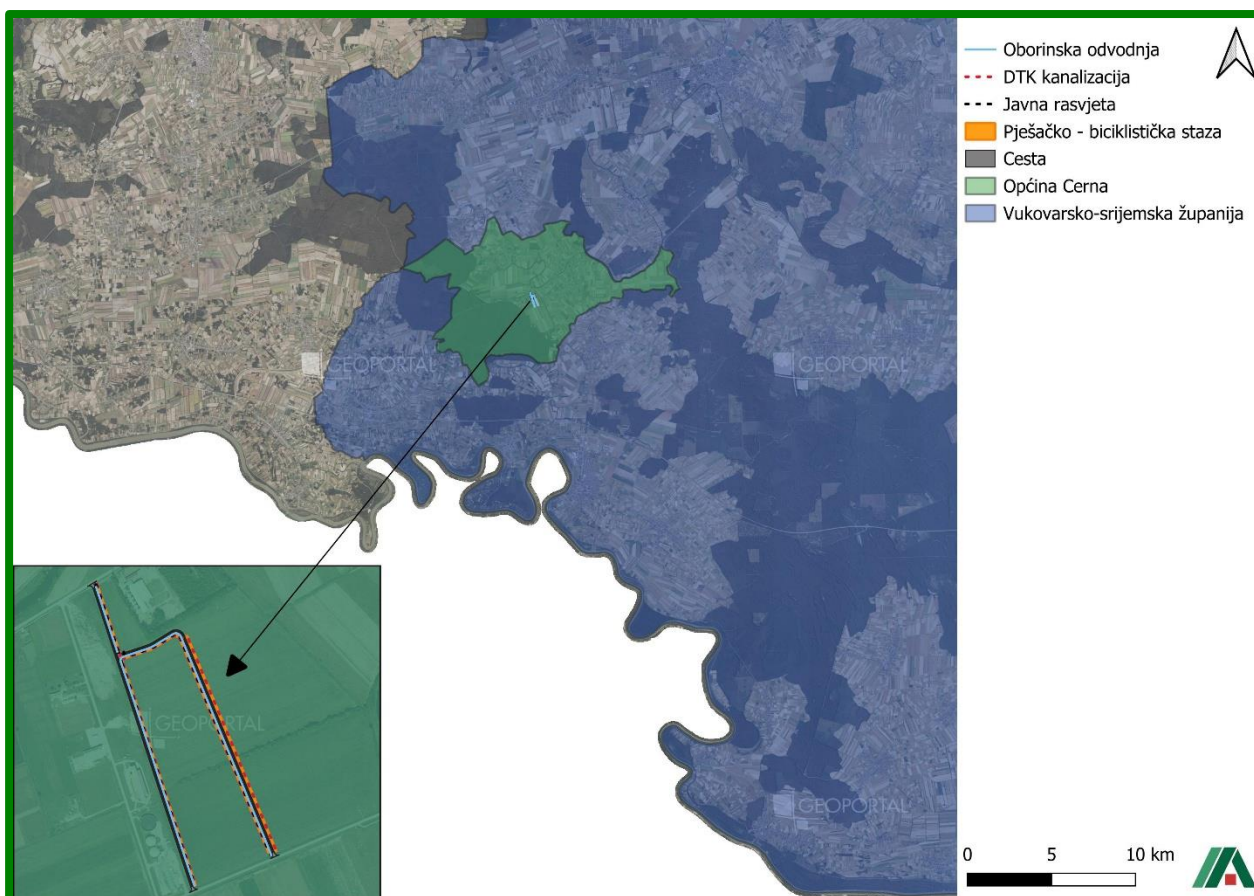 Oborinska odvodnja
DTK kanalizacija
Javna rasvjeta
Pješačko - biciklistička staza
Cesta
Općina Cerna
Vukovarsko-srijemska županija
GEOPORTAL
GEOPORTAL
GEOPORTAL
GEOPORTAL
0 5 10 km